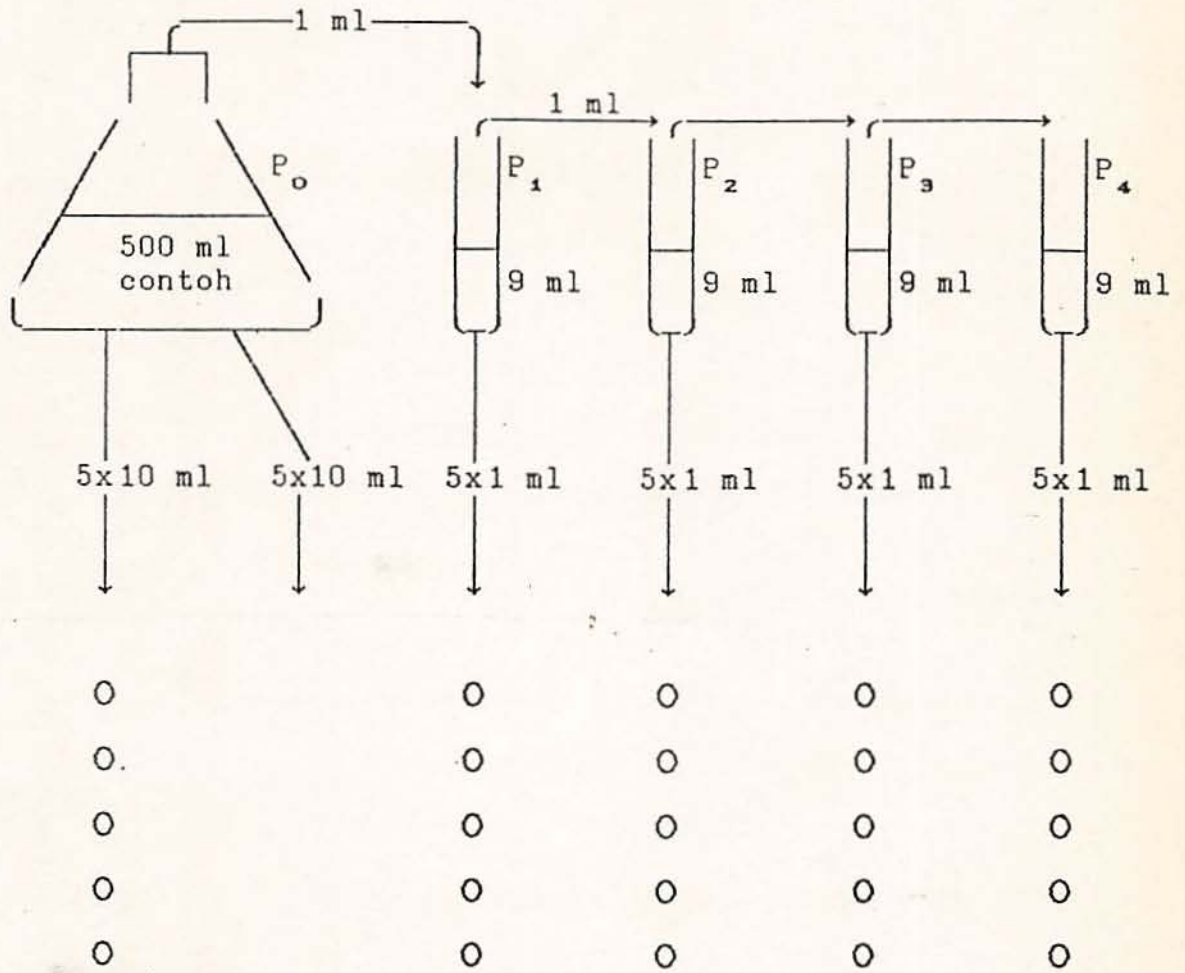 1 ml
1 ml
P₀
P₁
P₂
P₃
P₄
500 ml
contoh
9 ml
9 ml
9 ml
9 ml
5x10 ml
5x10 ml
5x1 ml
5x1 ml
5x1 ml
5x1 ml
O O O O O
O O O O O
O O O O O
O O O O O
O O O O O